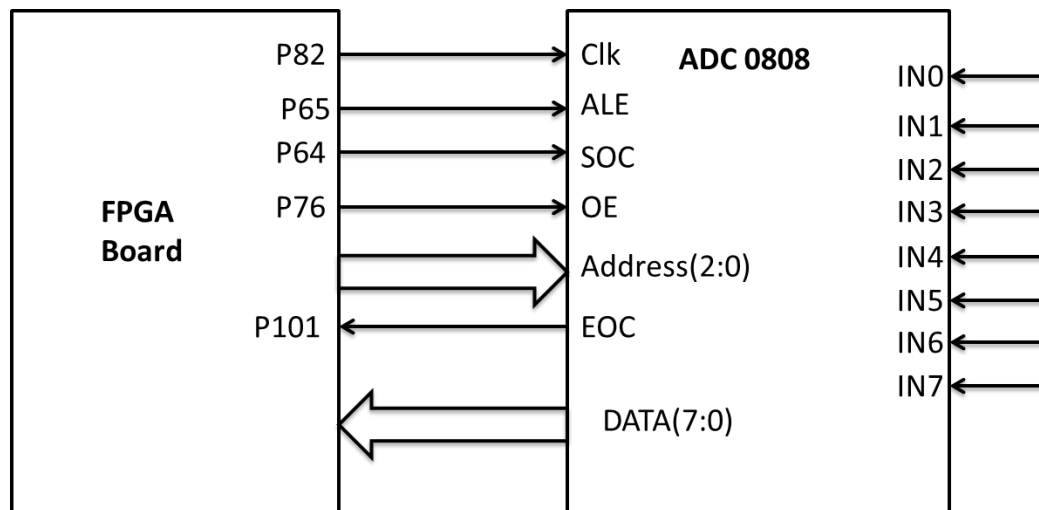 P82
P65
P64
P76
FPGA
Board
P101
Clk
ADC 0808
ALE
SOC
OE
Address(2:0)
EOC
DATA(7:0)
IN0
IN1
IN2
IN3
IN4
IN5
IN6
IN7